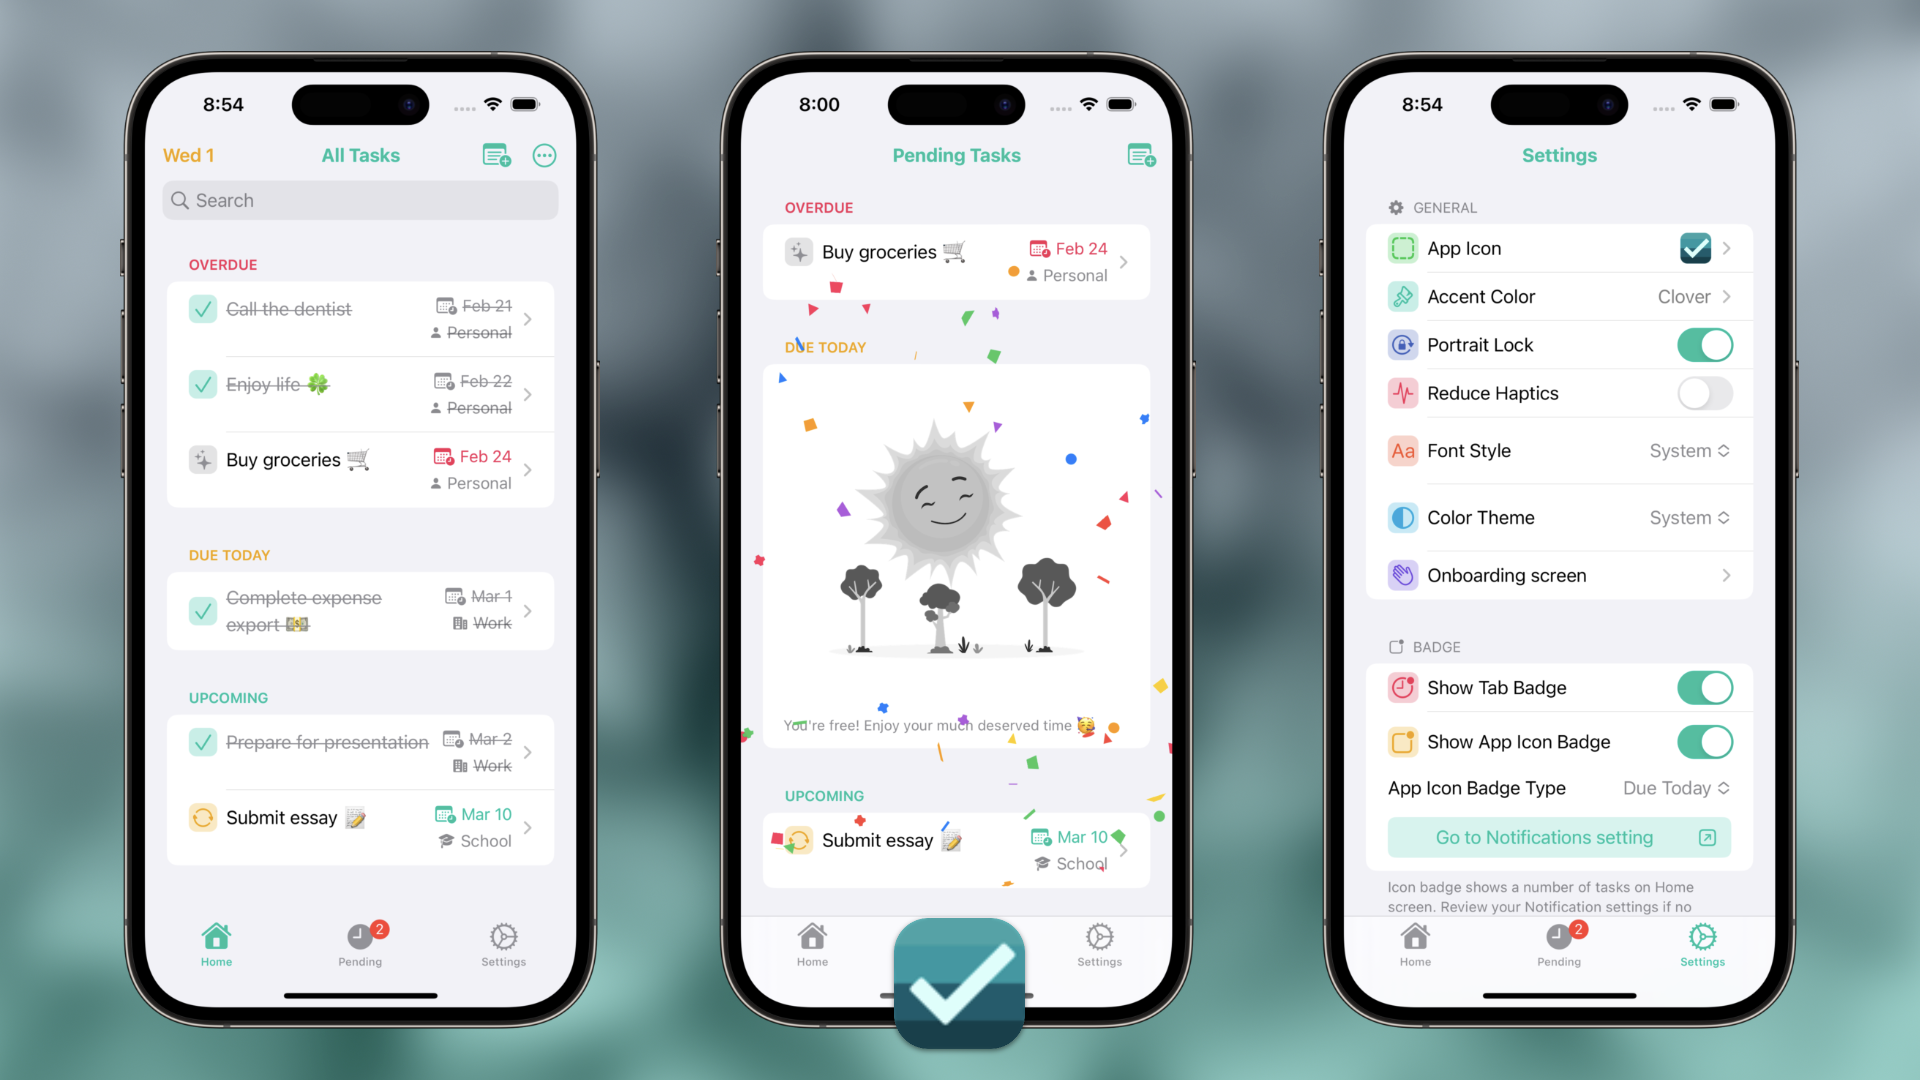 8:54
Wed 1
All Tasks
Search
OVERDUE
Call the dentist
Feb 21
Personal
Enjoy life 🍀
Feb 22
Personal
Buy groceries 🛒
Feb 24
Personal
DUE TODAY
Complete expense
export 💵
Mar 1
Work
UPCOMING
Prepare for presentation
Mar 2
Work
Submit essay 📝
Mar 10
School
2
Home
Pending
Settings
8:00
Pending Tasks
OVERDUE
Buy groceries 🛒
Feb 24
Personal
DUE TODAY
You're free! Enjoy your much deserved time 🥳
UPCOMING
Submit essay 📝
Mar 10
School
Home
Settings
8:54
Settings
GENERAL
App Icon
Accent Color
Clover
Portrait Lock
Reduce Haptics
Aa
Font Style
System
Color Theme
System
Onboarding screen
BADGE
Show Tab Badge
Show App Icon Badge
App Icon Badge Type
Due Today
Go to Notifications setting
Icon badge shows a number of tasks on Home
screen. Review your Notification settings if no
2
Home
Pending
Settings